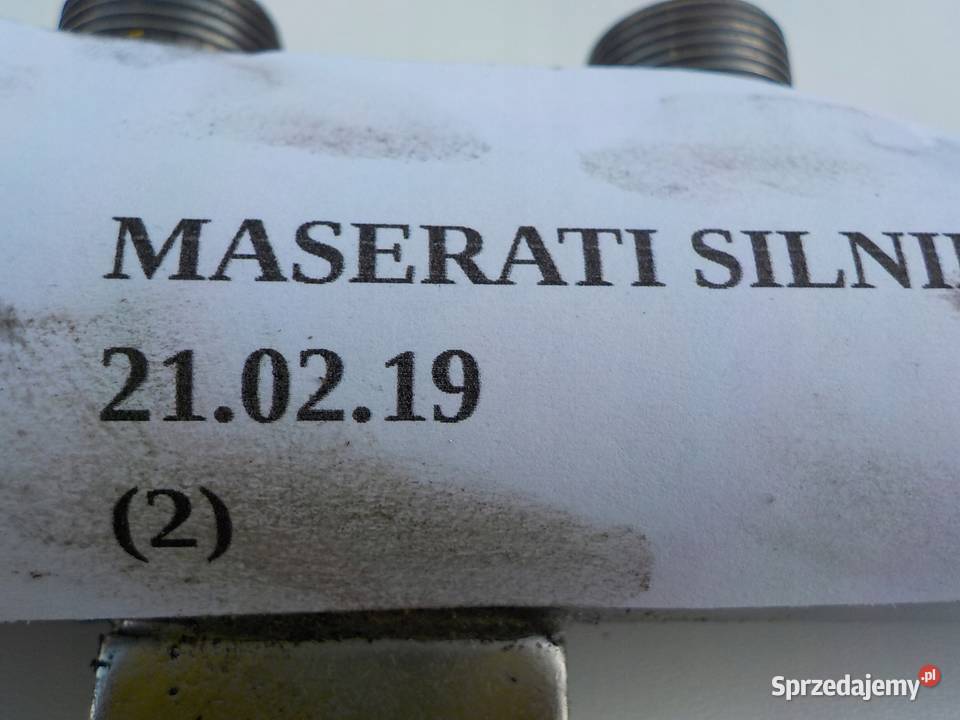 MASERATI SILNI
21.02.19
(2)
Sprzedajemy.pl